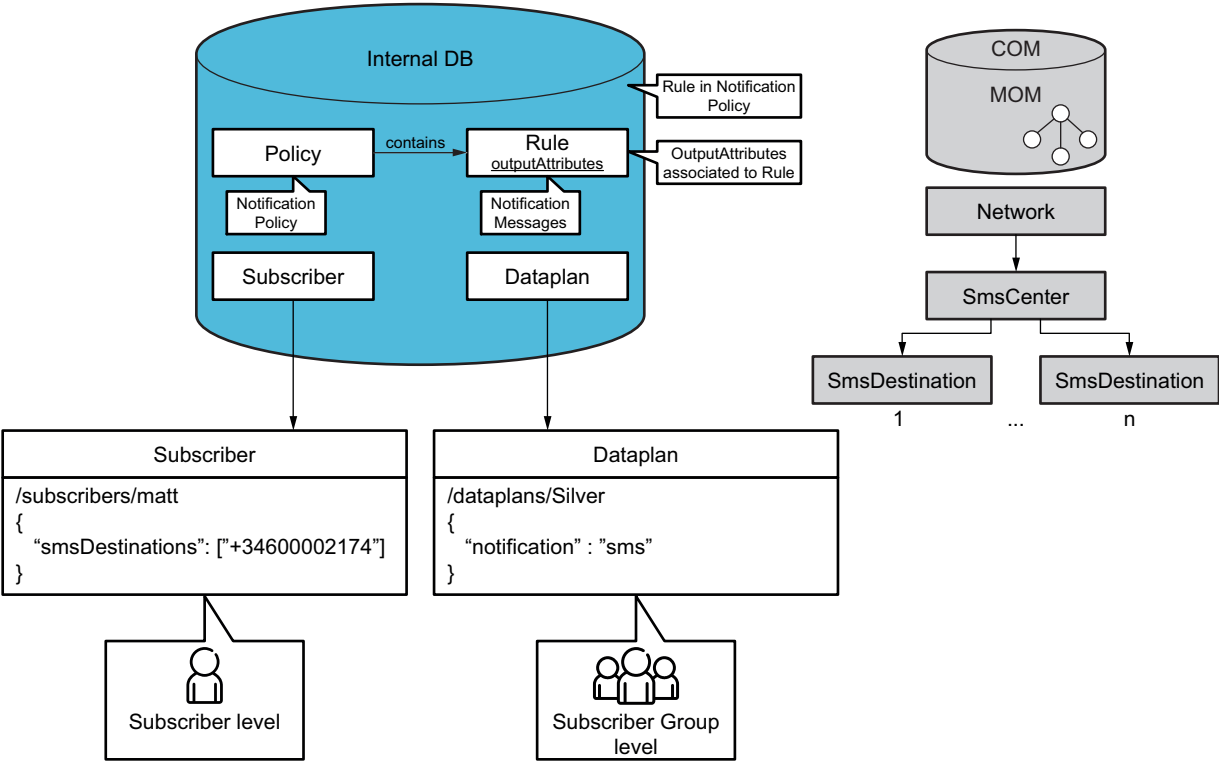 Internal DB
Rule in Notification
Policy
Policy
contains
Rule
outputAttributes
OutputAttributes
associated to Rule
Notification
Policy
Notification
Messages
Subscriber
Dataplan
COM
MOM
Network
SmsCenter
SmsDestination
SmsDestination
1
...
n
Subscriber
/subscribers/matt
{
“smsDestinations”: [”+34600002174”]
}
Dataplan
/dataplans/Silver
{
“notification” : ”sms”
}
Subscriber level
Subscriber Group
level